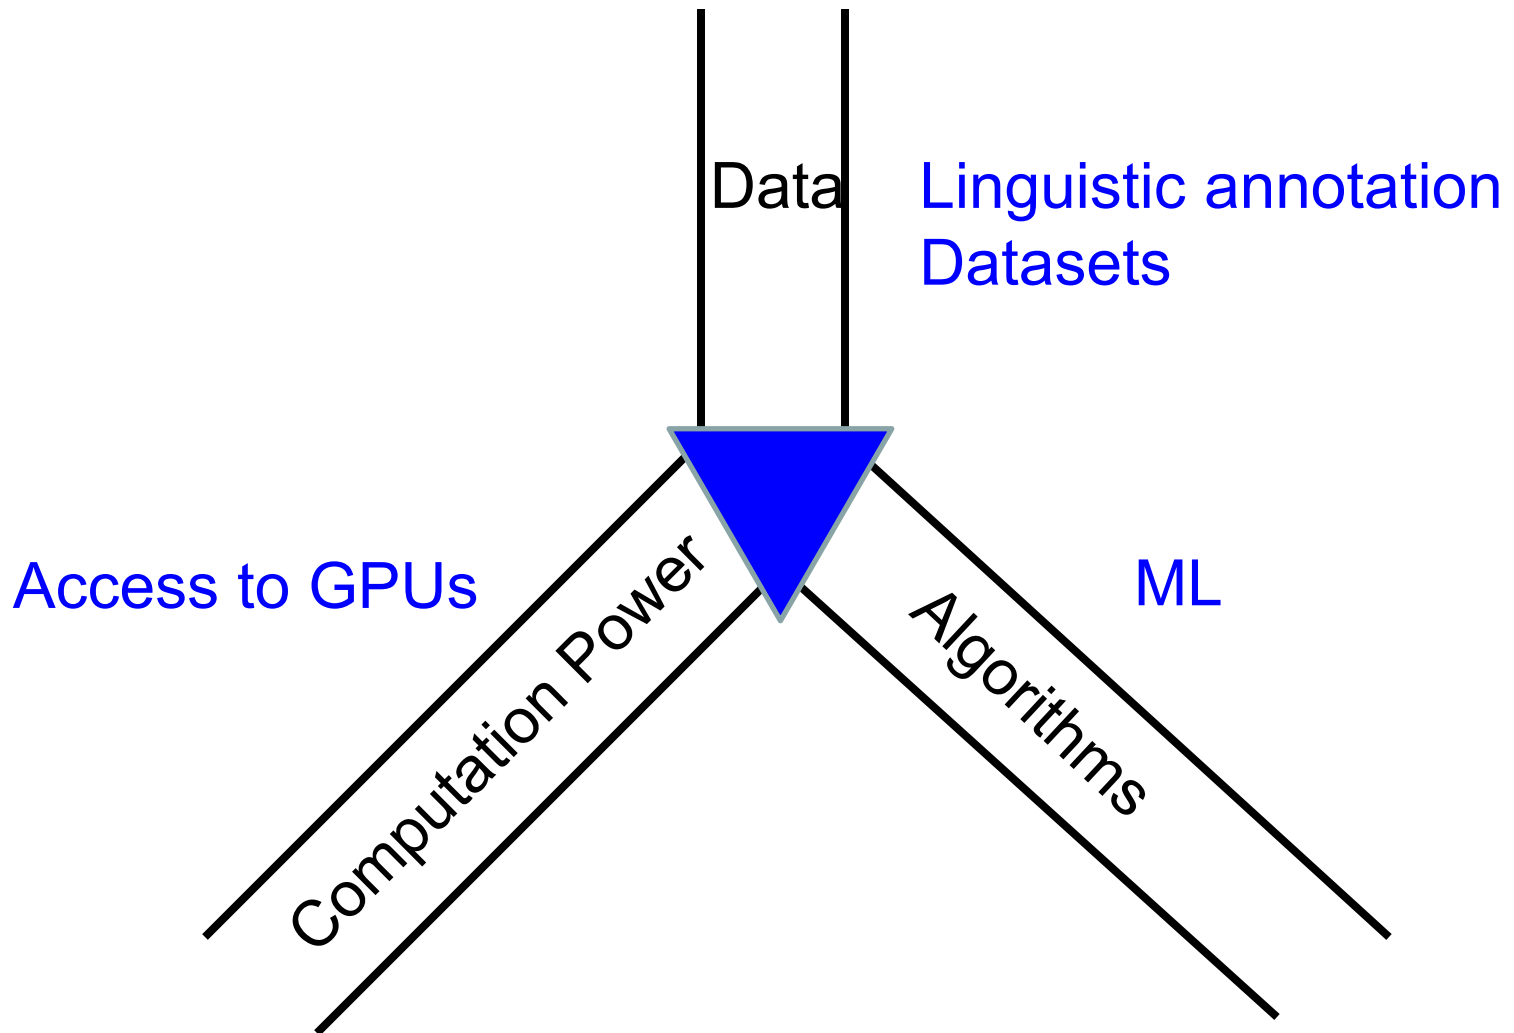 Data
Linguistic annotation
Datasets
Access to GPUs
Computation Power
Algorithms
ML